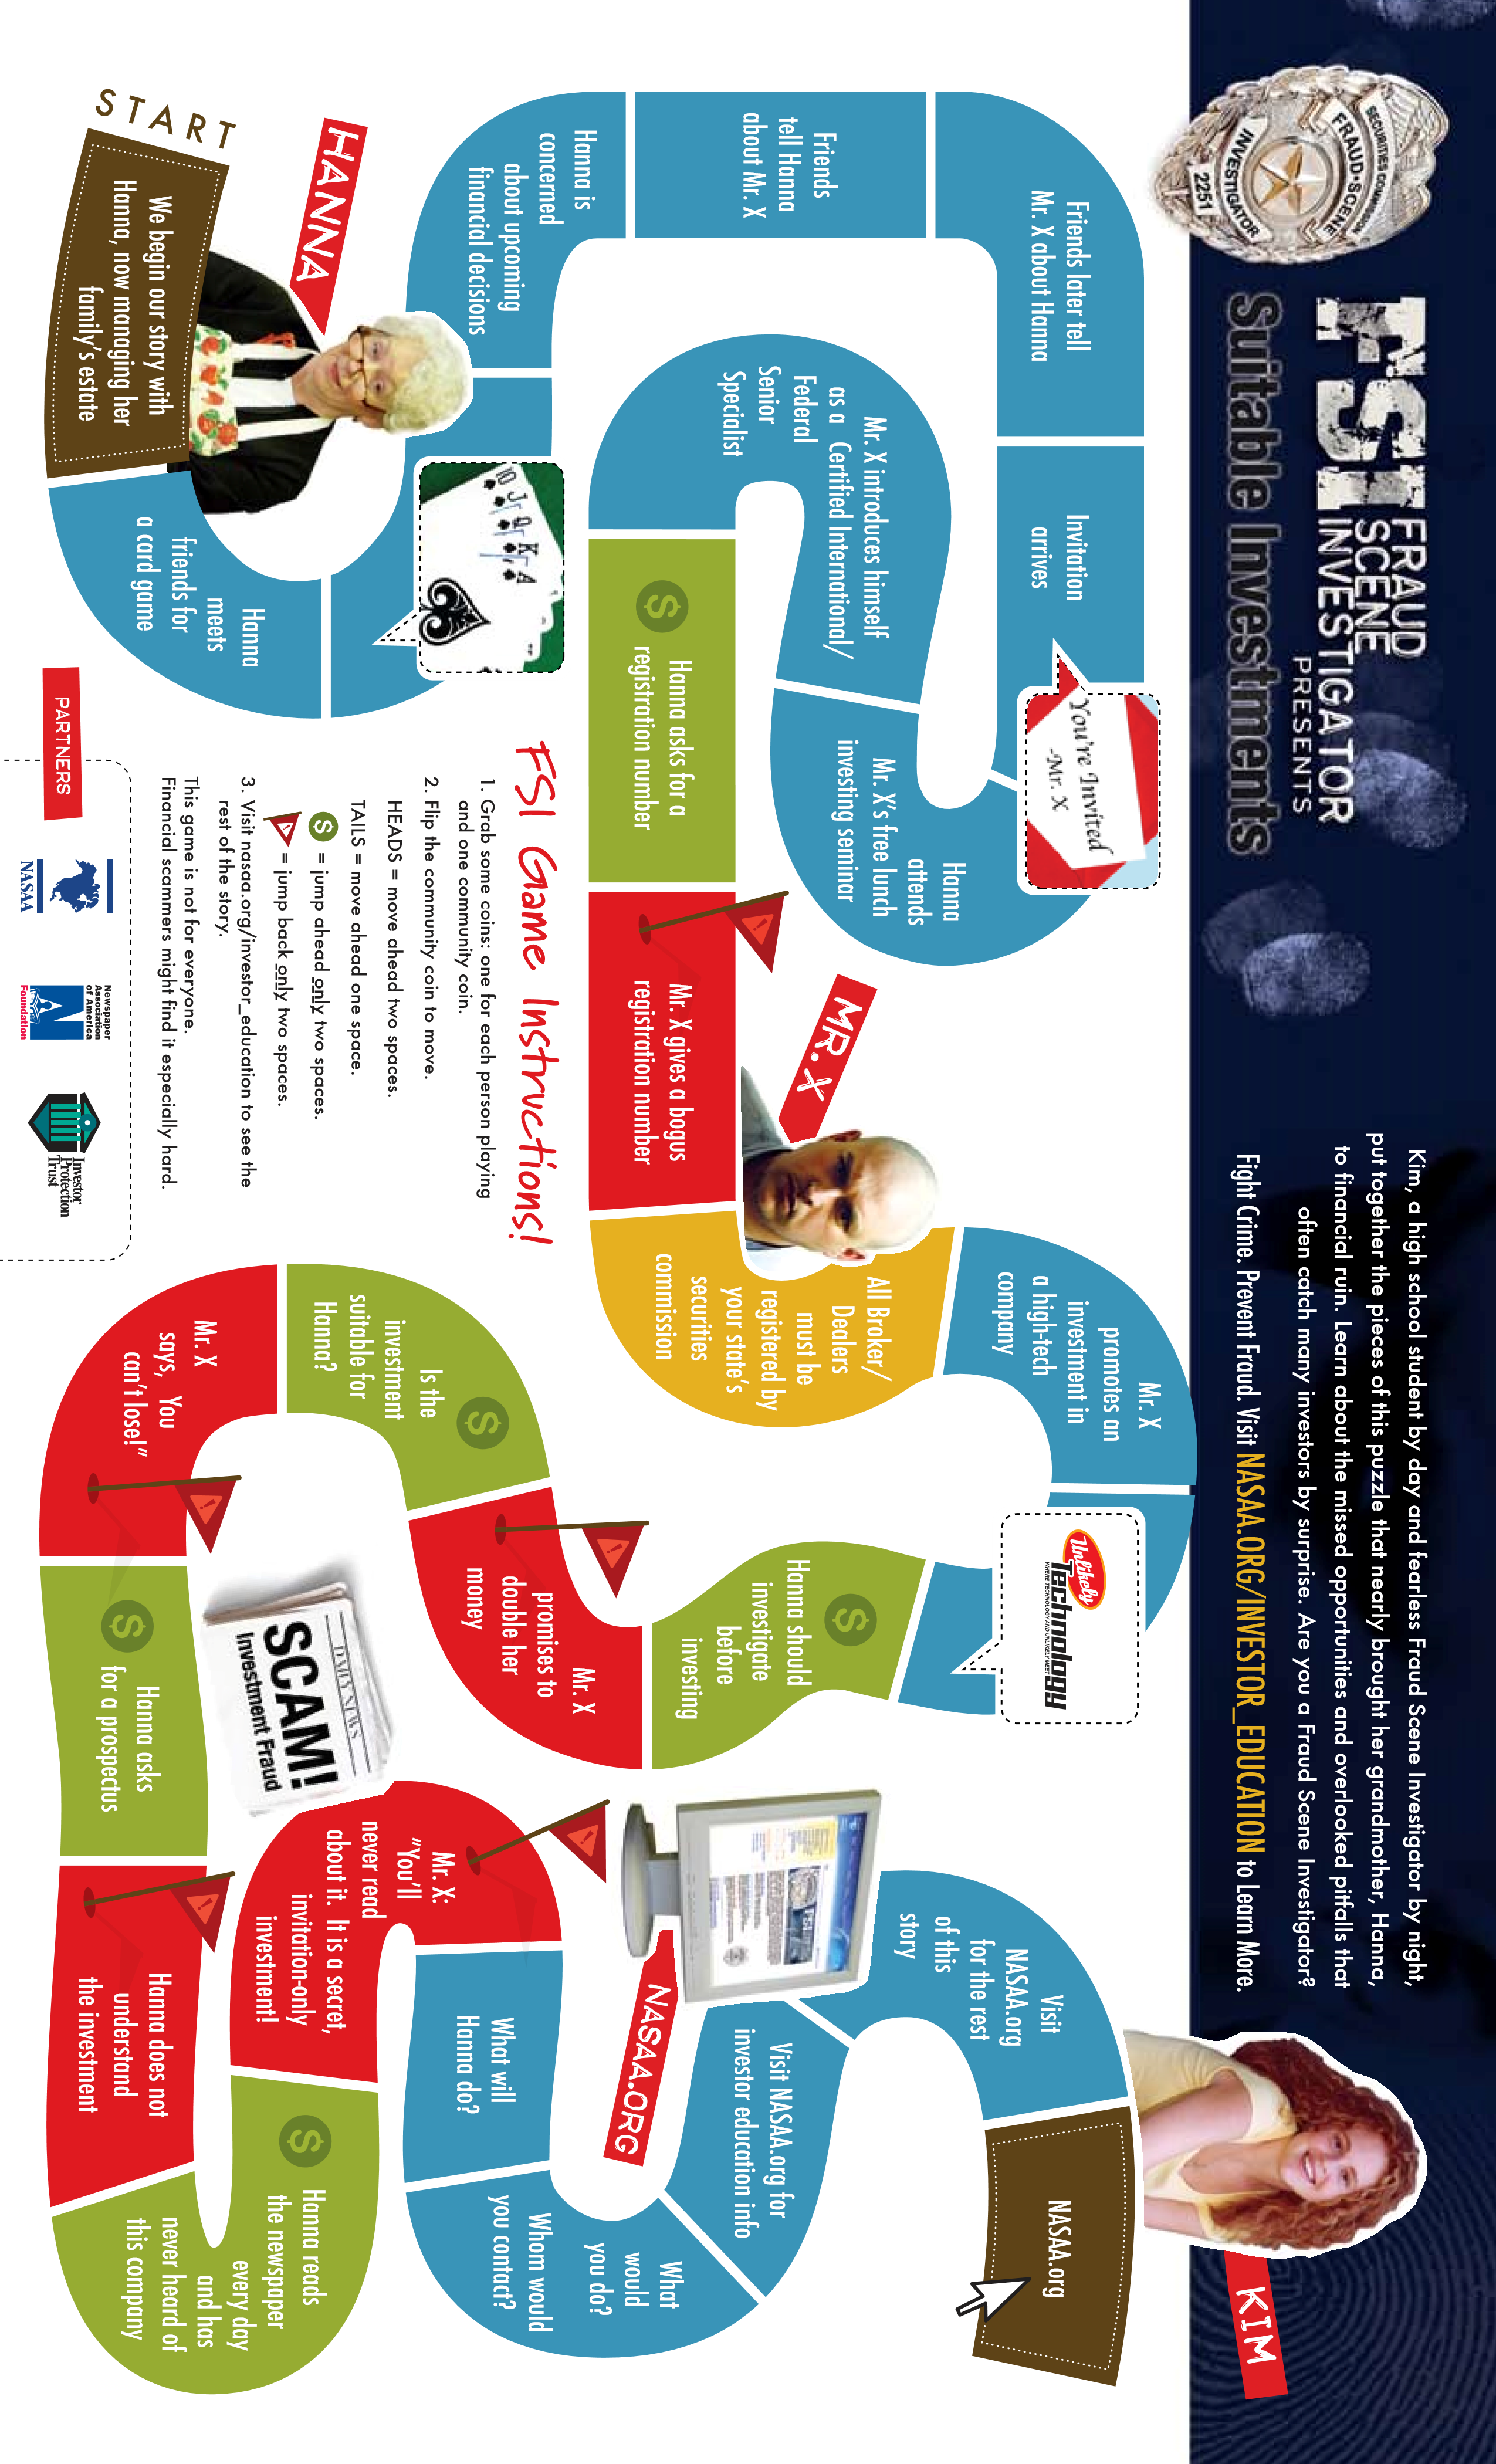 SECURITIES COMMISSION
FRAUD•SCENE
INVESTIGATOR
2251
FSI
FRAUD
SCENE
INVESTIGATOR
PRESENTS
Suitable Investments
Kim, a high school student by day and fearless Fraud Scene Investigator by night,
put together the pieces of this puzzle that nearly brought her grandmother, Hanna,
to financial ruin. Learn about the missed opportunities and overlooked pitfalls that
often catch many investors by surprise. Are you a Fraud Scene Investigator?
Fight Crime. Prevent Fraud. Visit NASAA.ORG/INVESTOR_EDUCATION to Learn More.
KIM
START
We begin our story with
Hanna, now managing her
family's estate
HANNA
Hanna
meets
friends for
a card game
10 J Q K A
Hanna is
concerned
about upcoming
financial decisions
Friends
tell Hanna
about Mr. X
Friends later tell
Mr. X about Hanna
Invitation
arrives
You're Invited
-Mr. X
Hanna
attends
Mr. X's free lunch
investing seminar
Mr. X introduces himself
as a Certified International/
Federal
Senior
Specialist
$
Hanna asks for a
registration number
Mr. X gives a bogus
registration number
MR. X
All Broker/
Dealers
must be
registered by
your state's
securities
commission
Mr. X
promotes an
investment in
a high-tech
company
Unlikely
Technology
WHERE TECHNOLOGY AND UNLIKELY MEET
$
Hanna should
investigate
before
investing
Mr. X
promises to
double her
money
$
Is the
investment
suitable for
Hanna?
Mr. X
says, You
can't lose!"
$
Hanna asks
for a prospectus
DAILY NEWS
SCAM!
Investment Fraud
Hanna does not
understand
the investment
$
Hanna reads
the newspaper
every day
and has
never heard of
this company
Mr. X:
"You'll
never read
about it. It is a secret,
invitation-only
investment!
What will
Hanna do?
Whom would
you contact?
What
would
you do?
Visit NASAA.org for
investor education info
NASAA.ORG
Visit
NASAA.org
for the rest
of this
story
NASAA.org
FSI Game Instructions!
1. Grab some coins: one for each person playing
and one community coin.
2. Flip the community coin to move.
HEADS = move ahead two spaces.
TAILS = move ahead one space.
$ = jump ahead only two spaces.
! = jump back only two spaces.
3. Visit nasaa.org/investor_education to see the
rest of the story.
This game is not for everyone.
Financial scammers might find it especially hard.
PARTNERS
NASAA
Newspaper
Association
of America
Foundation
Investor
Protection
Trust